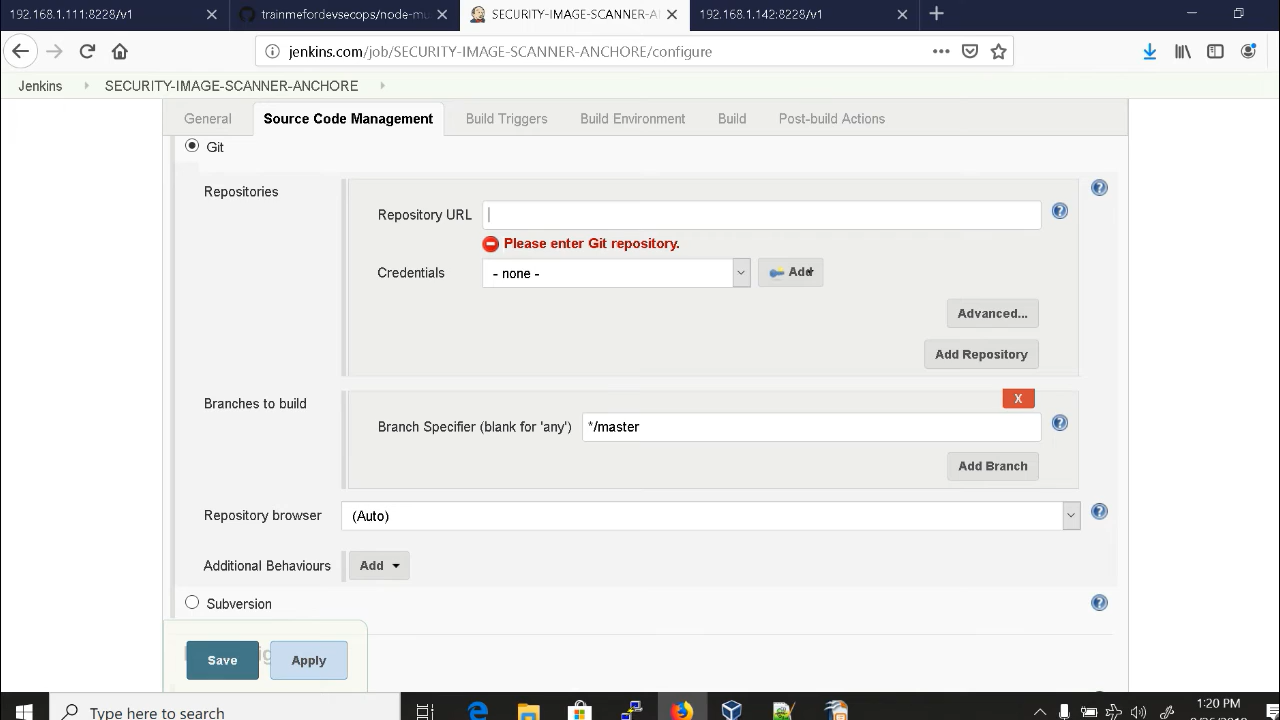 192.168.1.111:8228/v1
trainmefordevsecops/node-mu
SECURITY-IMAGE-SCANNER-AN
192.168.1.142:8228/v1
jenkins.com/job/SECURITY-IMAGE-SCANNER-ANCHORE/configure
Jenkins
SECURITY-IMAGE-SCANNER-ANCHORE
General
Source Code Management
Build Triggers
Build Environment
Build
Post-build Actions
Git
Repositories
Repository URL
Please enter Git repository.
Credentials
- none -
Add
Advanced...
Add Repository
Branches to build
X
Branch Specifier (blank for 'any')
*/master
Add Branch
Repository browser
(Auto)
Additional Behaviours
Add
Subversion
Save
Apply
Type here to search
1:20 PM